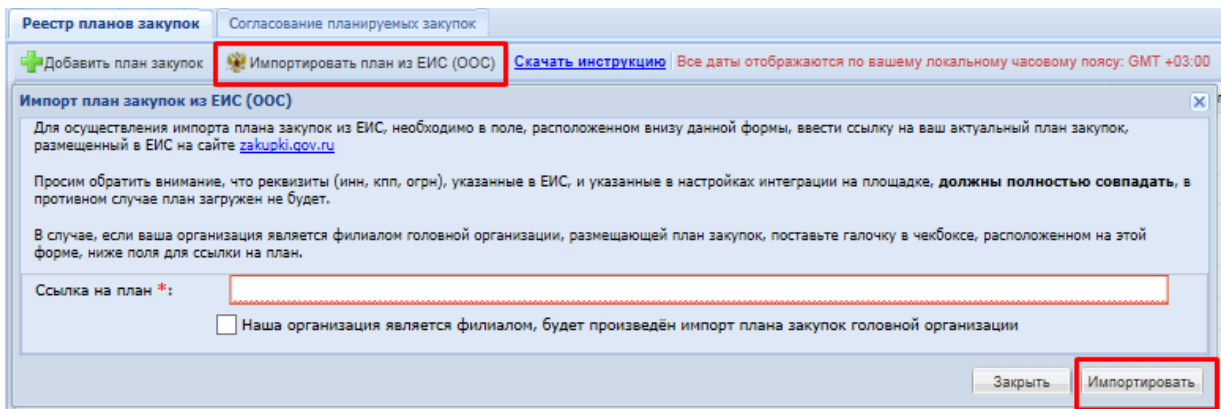 Реестр планов закупок Согласование планируемых закупок
Добавить план закупок Импортировать план из ЕИС (ООС) Скачать инструкцию Все даты отображаются по вашему локальному часовому поясу: GMT +03:00
Импорт план закупок из ЕИС (ООС)
Для осуществления импорта плана закупок из ЕИС, необходимо в поле, расположенном внизу данной формы, ввести ссылку на ваш актуальный план закупок,
размещенный в ЕИС на сайте zakupki.gov.ru
Просим обратить внимание, что реквизиты (инн, кпп, огрн), указанные в ЕИС, и указанные в настройках интеграции на площадке, должны полностью совпадать, в
противном случае план загружен не будет.
В случае, если ваша организация является филиалом головной организации, размещающей план закупок, поставьте галочку в чекбоксе, расположенном на этой
форме, ниже поля для ссылки на план.
Ссылка на план *:
Наша организация является филиалом, будет произведён импорт плана закупок головной организации
Закрыть Импортировать